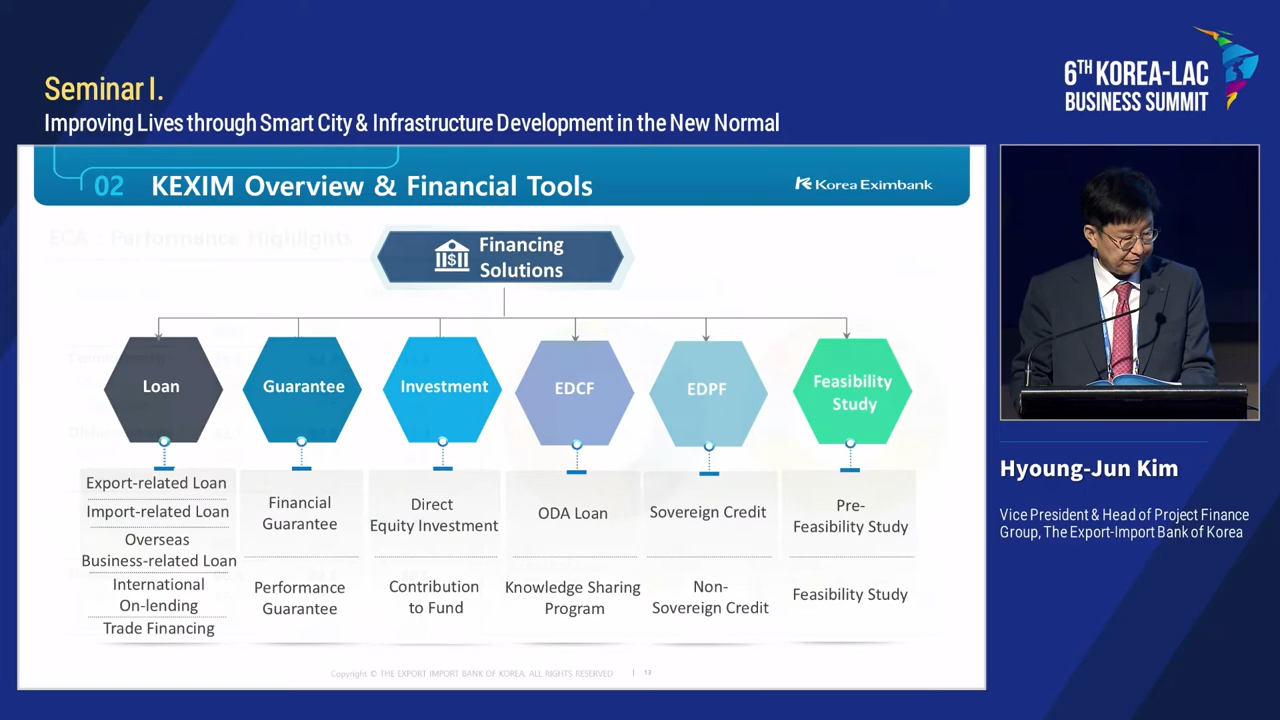 Seminar I.
Improving Lives through Smart City & Infrastructure Development in the New Normal
6TH KOREA-LAC
BUSINESS SUMMIT
02 KEXIM Overview & Financial Tools
Korea Eximbank
ECA : Performance Highlights
Financing
Solutions
Loan
Guarantee
Investment
EDCF
EDPF
Feasibility
Study
Export-related Loan
Import-related Loan
Overseas
Business-related Loan
International
On-lending
Trade Financing
Financial
Guarantee
Performance
Guarantee
Direct
Equity Investment
Contribution
to Fund
ODA Loan
Knowledge Sharing
Program
Sovereign Credit
Non-
Sovereign Credit
Pre-
Feasibility Study
Feasibility Study
Copyright © THE EXPORT IMPORT BANK OF KOREA. ALL RIGHTS RESERVED | 13
Hyoung-Jun Kim
Vice President & Head of Project Finance
Group, The Export-Import Bank of Korea